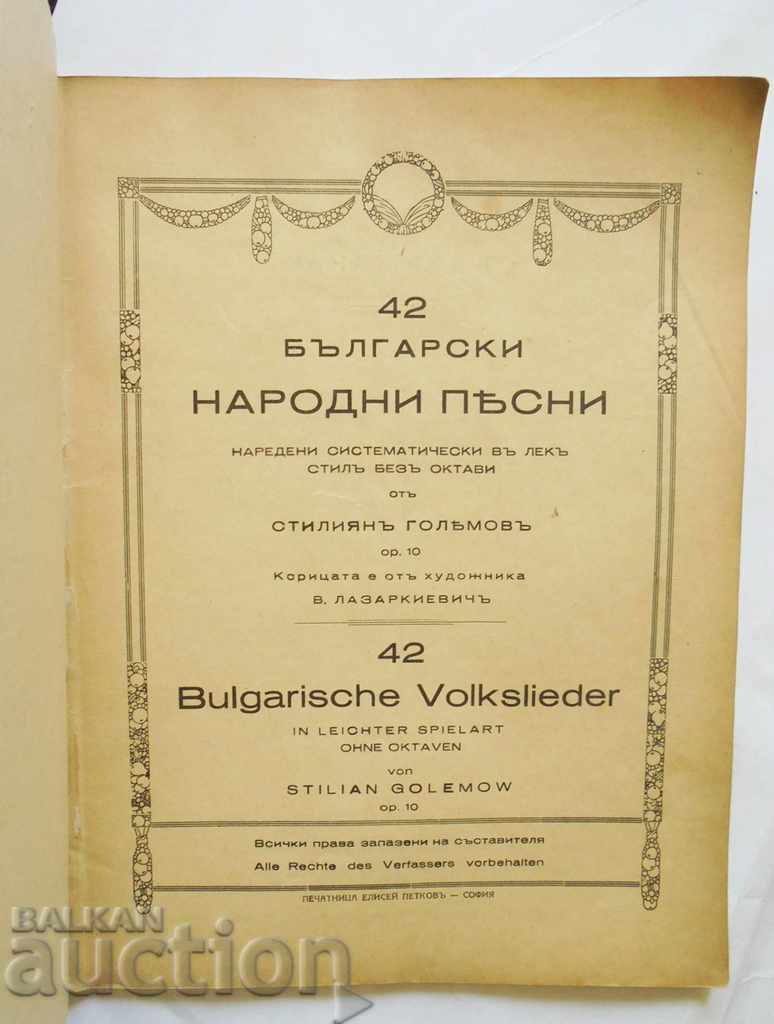 42
БЪЛГАРСКИ
НАРОДНИ ПѢСНИ
НАРЕДЕНИ СИСТЕМАТИЧЕСКИ ВЪ ЛЕКЪ
СТИЛЪ БЕЗЪ ОКТАВИ
отъ
СТИЛИЯНЪ ГОЛѢМОВЪ
op. 10
Корицата е отъ художника
В. ЛАЗАРКИЕВИЧЪ
42
Bulgarische Volkslieder
IN LEICHTER SPIELART
OHNE OKTAVEN
von
STILIAN GOLEMOW
op. 10
Всички права запазени на съставителя
Alle Rechte des Verfassers vorbehalten
ПЕЧАТНИЦА ЕЛИСЕЙ ПЕТКОВЪ — СОФИЯ
BALKAN
auction